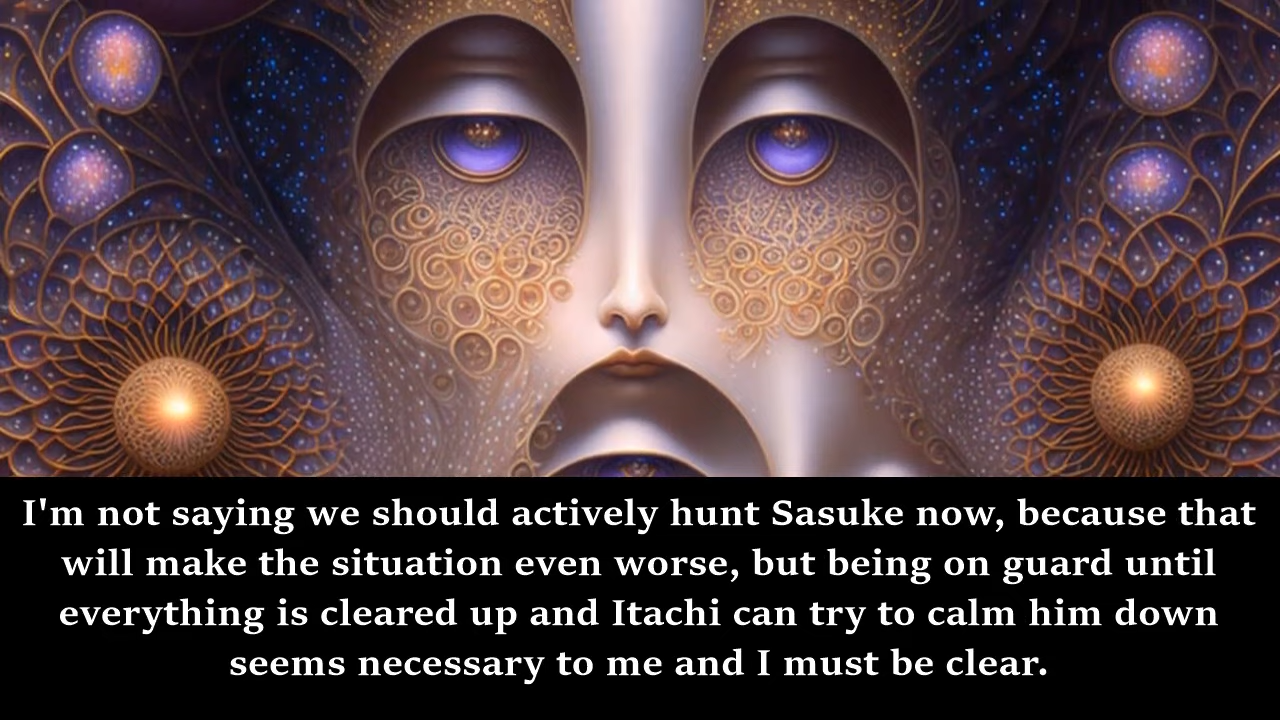 I'm not saying we should actively hunt Sasuke now, because that
will make the situation even worse, but being on guard until
everything is cleared up and Itachi can try to calm him down
seems necessary to me and I must be clear.